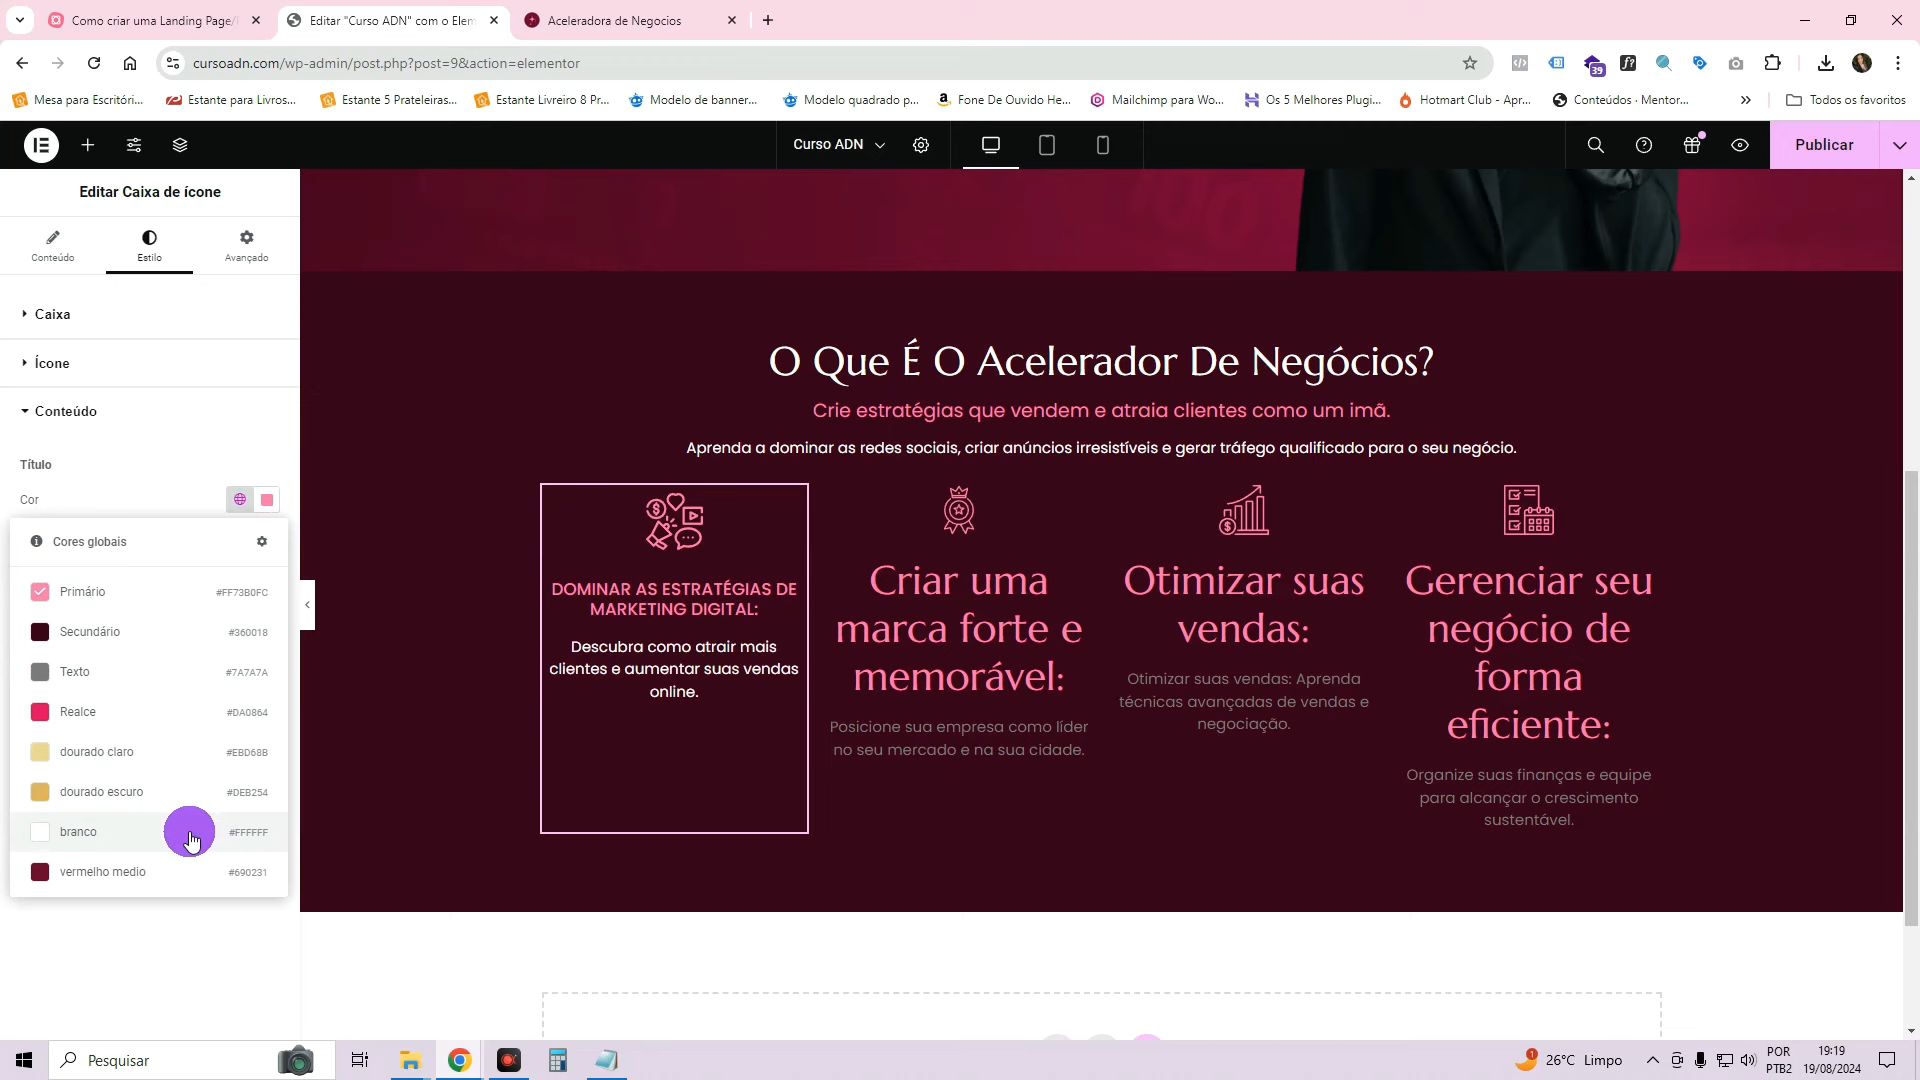 Como criar uma Landing Page/
Editar "Curso ADN" com o Elem
Aceleradora de Negocios
cursoadn.com/wp-admin/post.php?post=9&action=elementor
39
f?
Mesa para Escritóri...
Estante para Livros...
Estante 5 Prateleiras...
Estante Livreiro 8 Pr...
Modelo de banner...
Modelo quadrado p...
Fone De Ouvido He...
Mailchimp para Wo...
Os 5 Melhores Plugi...
Hotmart Club - Apr...
Conteúdos · Mentor...
»
Todos os favoritos
Curso ADN
Publicar
Editar Caixa de ícone
Conteúdo
Estilo
Avançado
Caixa
Ícone
Conteúdo
Título
Cor
Cores globais
Primário #FF73B0FC
Secundário #360018
Texto #7A7A7A
Realce #DA0864
dourado claro #EBD68B
dourado escuro #DEB254
branco #FFFFFF
vermelho medio #690231
O Que É O Acelerador De Negócios?
Crie estratégias que vendem e atraia clientes como um imã.
Aprenda a dominar as redes sociais, criar anúncios irresistíveis e gerar tráfego qualificado para o seu negócio.
DOMINAR AS ESTRATÉGIAS DE
MARKETING DIGITAL:
Descubra como atrair mais
clientes e aumentar suas vendas
online.
Criar uma
marca forte e
memorável:
Posicione sua empresa como líder
no seu mercado e na sua cidade.
Otimizar suas
vendas:
Otimizar suas vendas: Aprenda
técnicas avançadas de vendas e
negociação.
Gerenciar seu
negócio de
forma
eficiente:
Organize suas finanças e equipe
para alcançar o crescimento
sustentável.
Pesquisar
1
26°C Limpo
POR
PTB2
19:19
19/08/2024